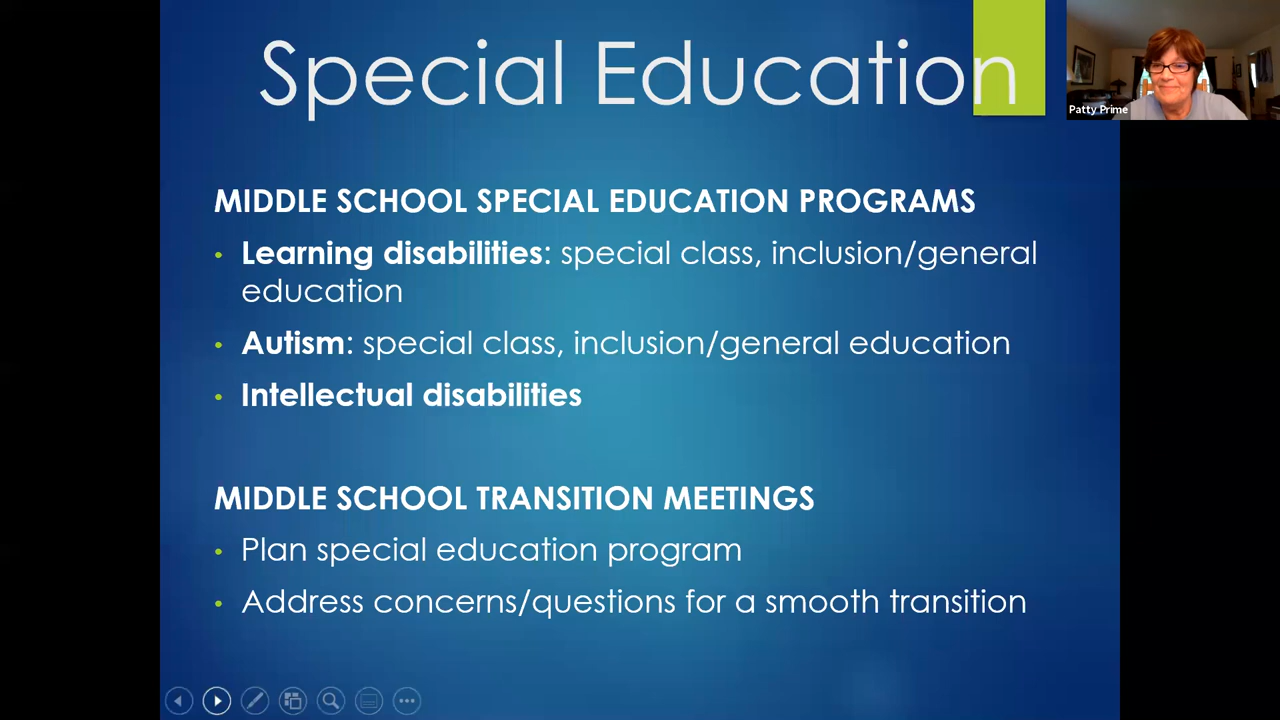 Special Education
Patty Prime
MIDDLE SCHOOL SPECIAL EDUCATION PROGRAMS
• Learning disabilities: special class, inclusion/general
education
• Autism: special class, inclusion/general education
• Intellectual disabilities
MIDDLE SCHOOL TRANSITION MEETINGS
• Plan special education program
• Address concerns/questions for a smooth transition